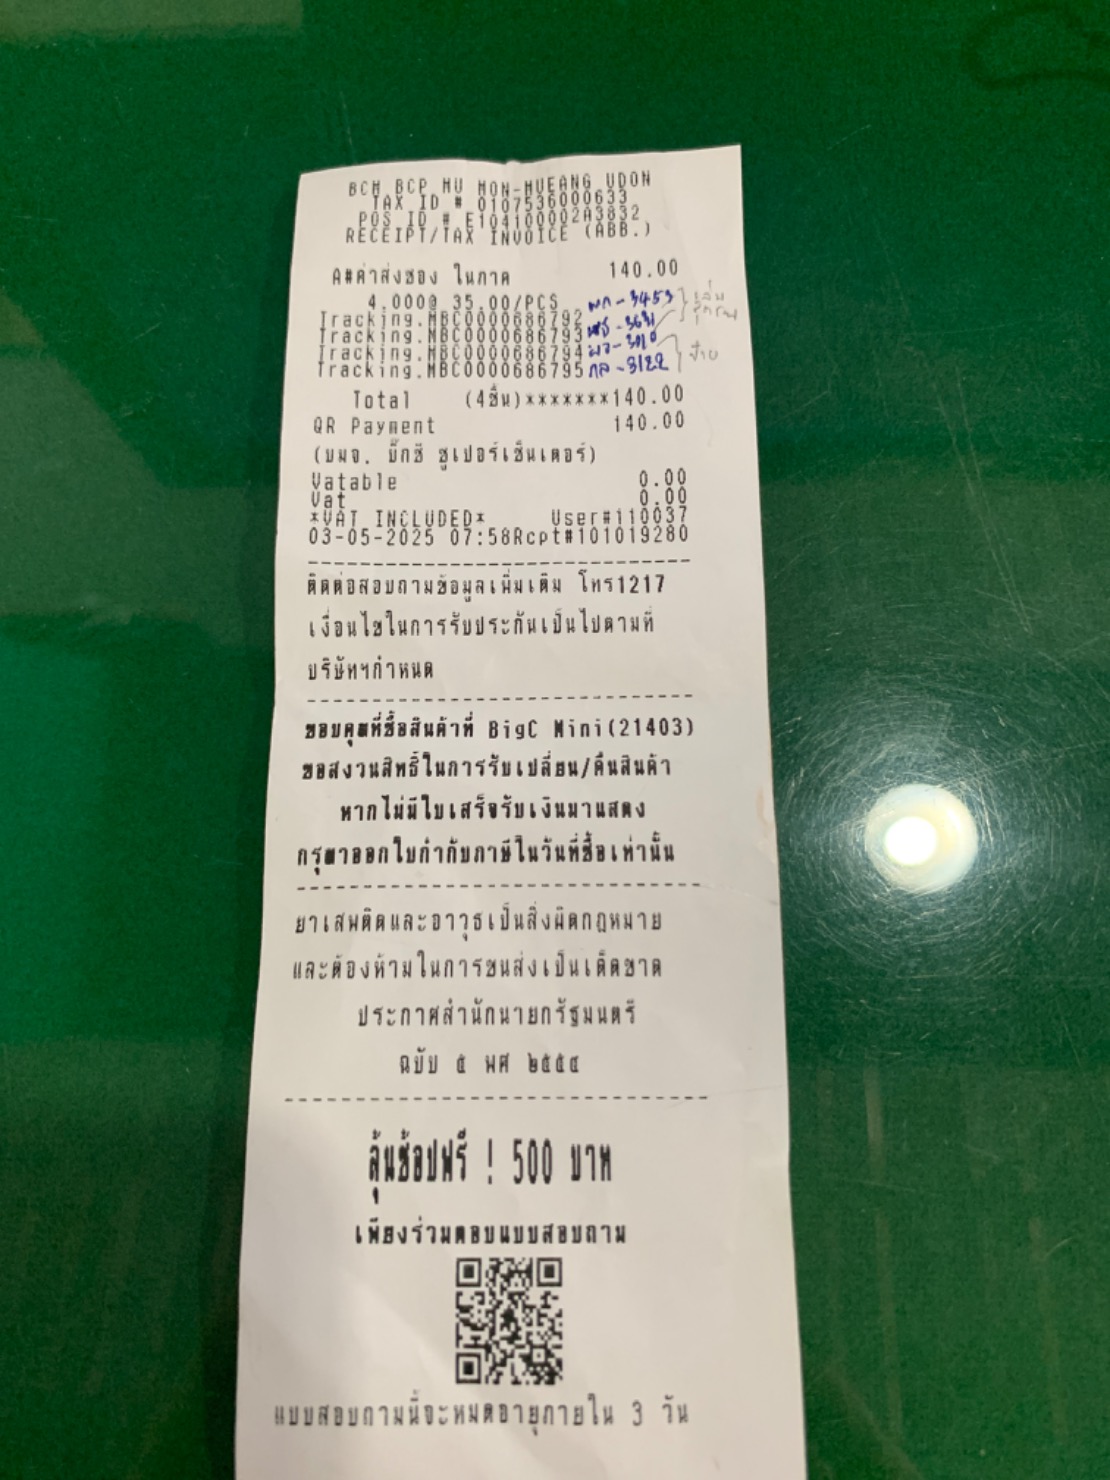 BCM BCP MU MON-MUEANG UDON
TAX ID # 0107536000633
POS ID # E104100002A3832
RECEIPT/TAX INVOICE (ABB.)
A#ค่าส่งซอง ในภาค 140.00
4.000@ 35.00/PCS
Tracking.MBC0000686792 ผก-3453
Tracking.MBC0000686793 3631
Tracking.MBC0000686794 3010
Tracking.MBC0000686795 กล-3122
Total (4ชิ้น)*******140.00
QR Payment 140.00
(บมจ. บิ๊กซี ซูเปอร์เซ็นเตอร์)
Vatable 0.00
Vat 0.00
*VAT INCLUDED* User#110037
03-05-2025 07:58Rcpt#101019280
ติดต่อสอบถามข้อมูลเพิ่มเติม โทร1217
เงื่อนไขในการรับประกันเป็นไปตามที่
บริษัทฯกำหนด
ขอบคุณที่ซื้อสินค้าที่ BigC Mini(21403)
ขอสงวนสิทธิ์ในการรับเปลี่ยน/คืนสินค้า
หากไม่มีใบเสร็จรับเงินมาแสดง
กรุณาออกใบกำกับภาษีในวันที่ซื้อเท่านั้น
ยาเสพติดและอาวุธเป็นสิ่งผิดกฎหมาย
และต้องห้ามในการขนส่งเป็นเด็ดขาด
ประกาศสำนักนายกรัฐมนตรี
ฉบับ ๕ พศ ๒๕๕๔
ลุ้นช้อปฟรี ! 500 บาท
เพียงร่วมตอบแบบสอบถาม
แบบสอบถามนี้จะหมดอายุภายใน 3 วัน